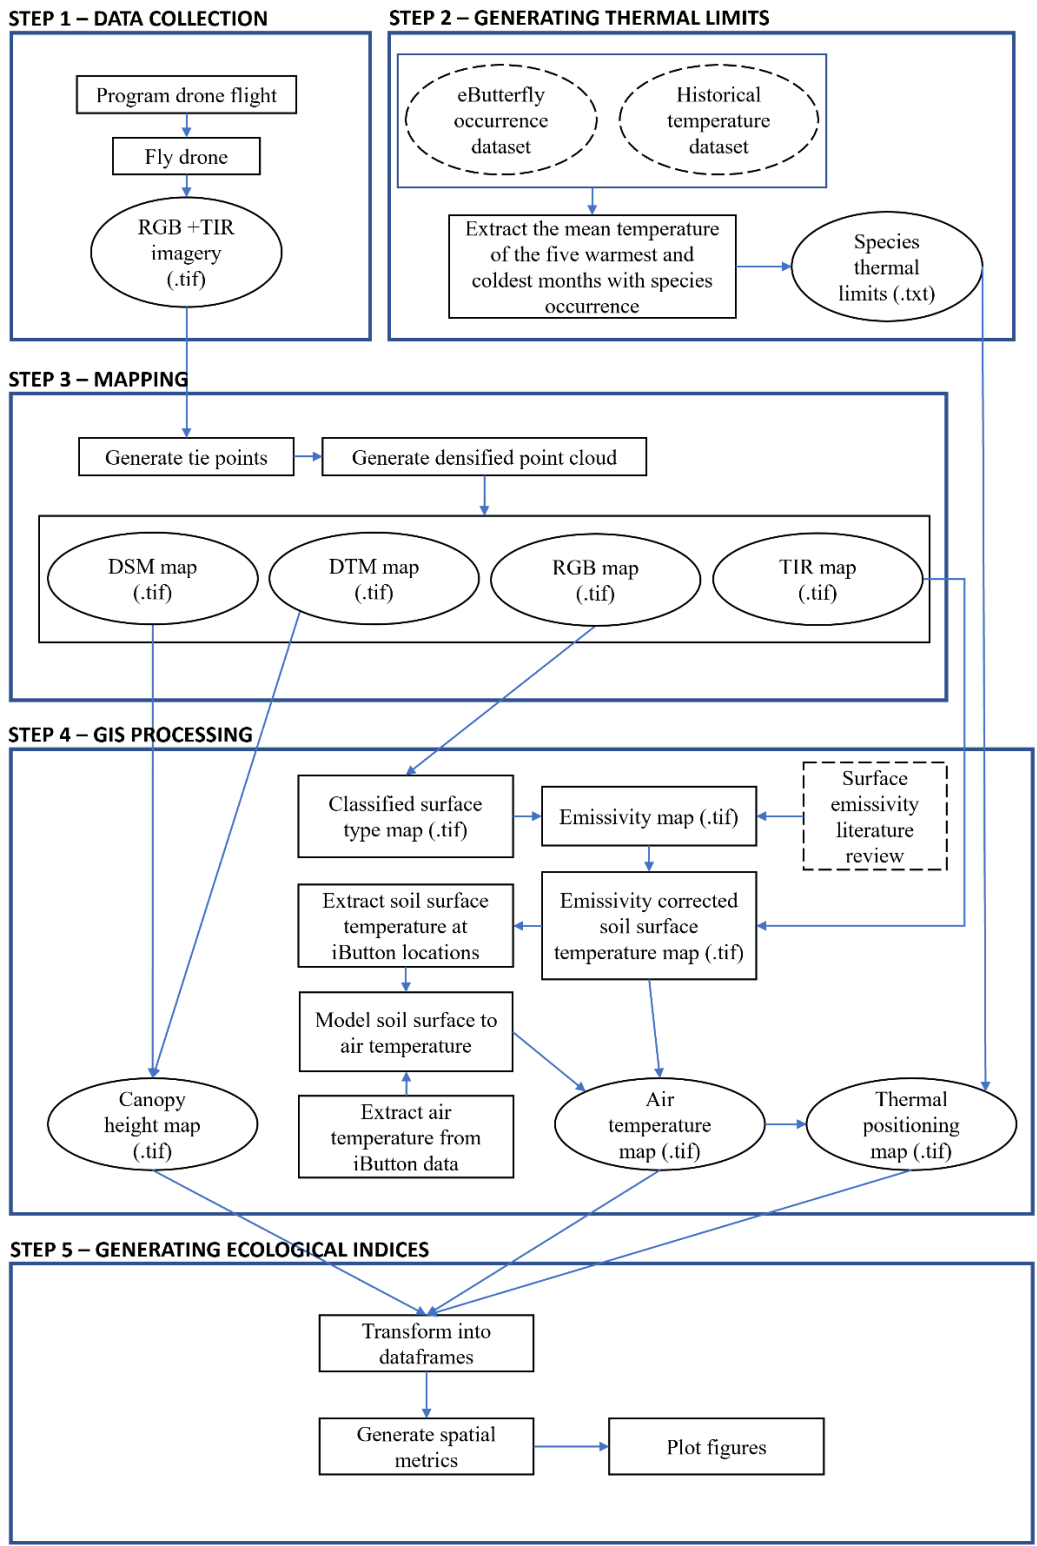 STEP 1 – DATA COLLECTION
Program drone flight
Fly drone
RGB +TIR
imagery
(.tif)
STEP 2 – GENERATING THERMAL LIMITS
eButterfly
occurrence
dataset
Historical
temperature
dataset
Extract the mean temperature
of the five warmest and
coldest months with species
occurrence
Species
thermal
limits (.txt)
STEP 3 – MAPPING
Generate tie points
Generate densified point cloud
DSM map
(.tif)
DTM map
(.tif)
RGB map
(.tif)
TIR map
(.tif)
STEP 4 – GIS PROCESSING
Classified surface
type map (.tif)
Emissivity map (.tif)
Surface
emissivity
literature
review
Extract soil surface
temperature at
iButton locations
Emissivity corrected
soil surface
temperature map (.tif)
Model soil surface to
air temperature
Extract air
temperature from
iButton data
Canopy
height map
(.tif)
Air
temperature
map (.tif)
Thermal
positioning
map (.tif)
STEP 5 – GENERATING ECOLOGICAL INDICES
Transform into
dataframes
Generate spatial
metrics
Plot figures